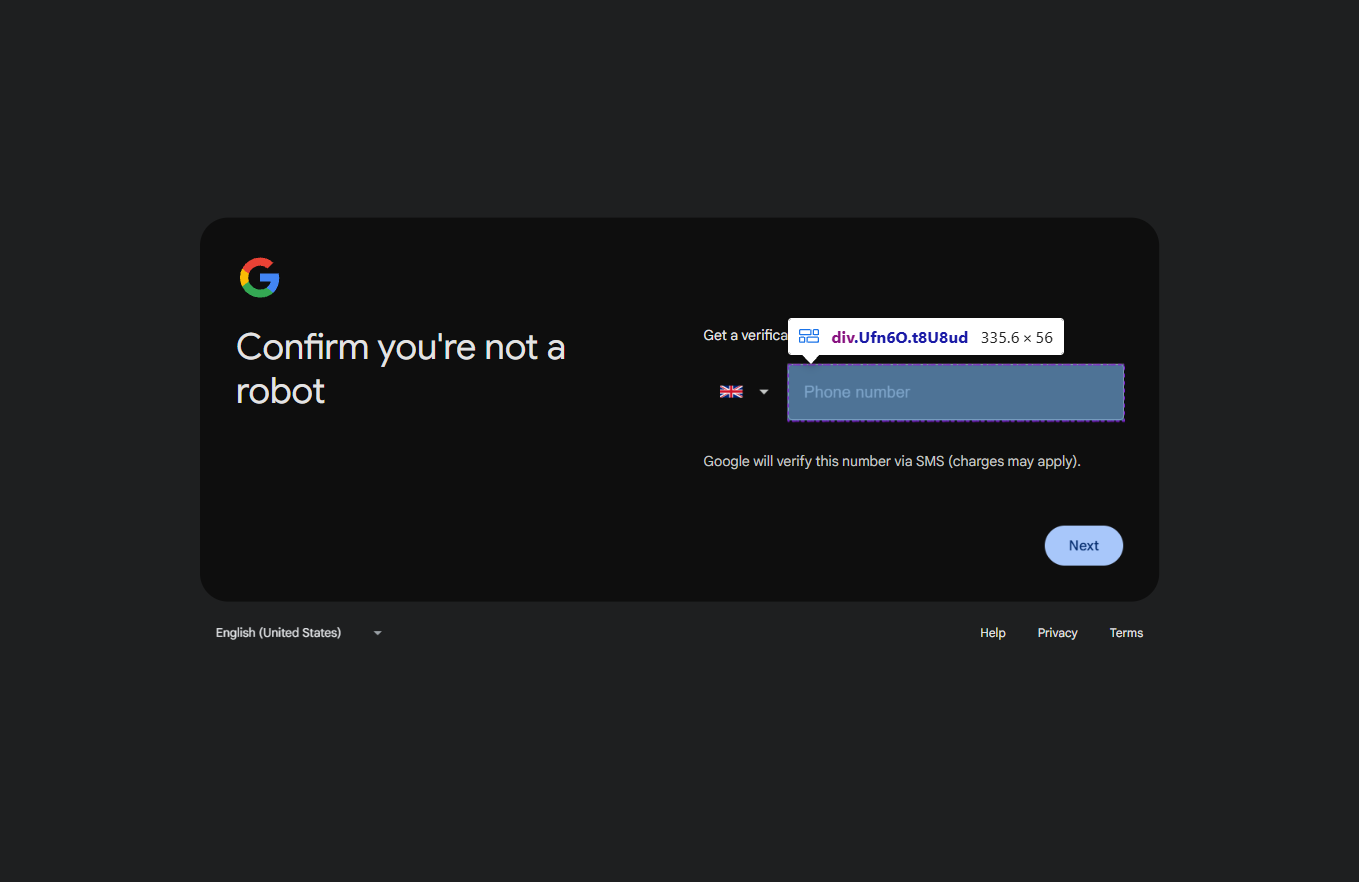 Confirm you're not a
robot
Get a verifica
div.Ufn6O.t8U8ud 335.6 × 56
Phone number
Google will verify this number via SMS (charges may apply).
Next
English (United States)
Help Privacy Terms